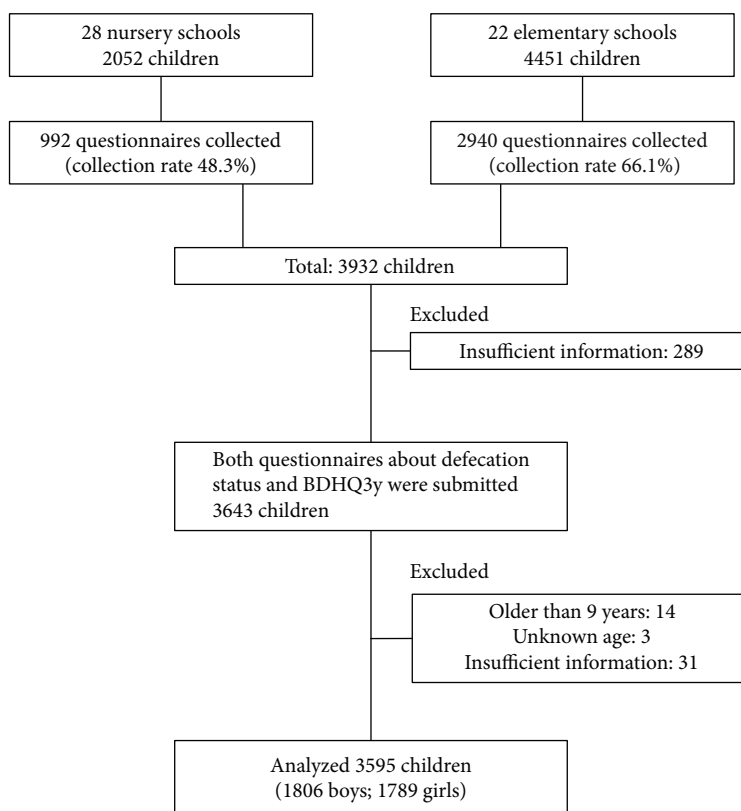 28 nursery schools
2052 children
22 elementary schools
4451 children
992 questionnaires collected
(collection rate 48.3%)
2940 questionnaires collected
(collection rate 66.1%)
Total: 3932 children
Excluded
Insufficient information: 289
Both questionnaires about defecation
status and BDHQ3y were submitted
3643 children
Excluded
Older than 9 years: 14
Unknown age: 3
Insufficient information: 31
Analyzed 3595 children
(1806 boys; 1789 girls)